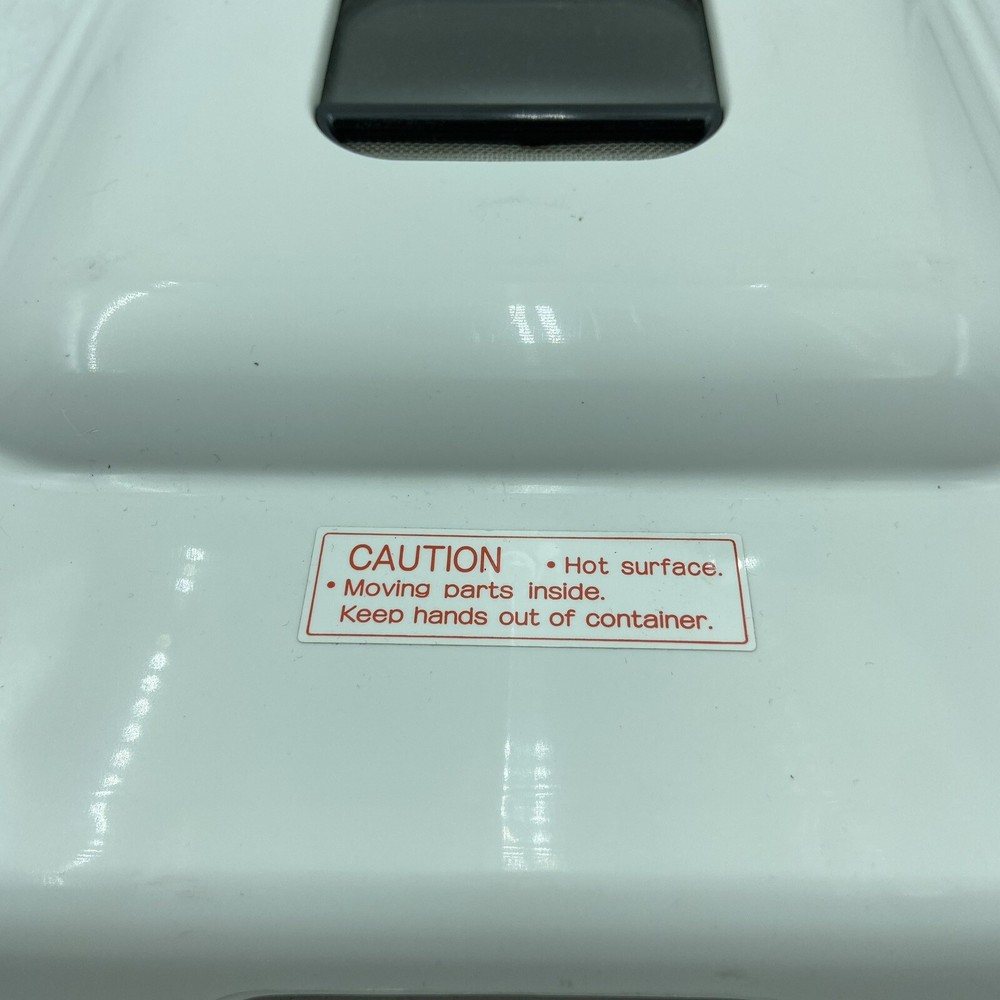 CAUTION • Hot surface.
• Moving parts inside.
Keep hands out of container.